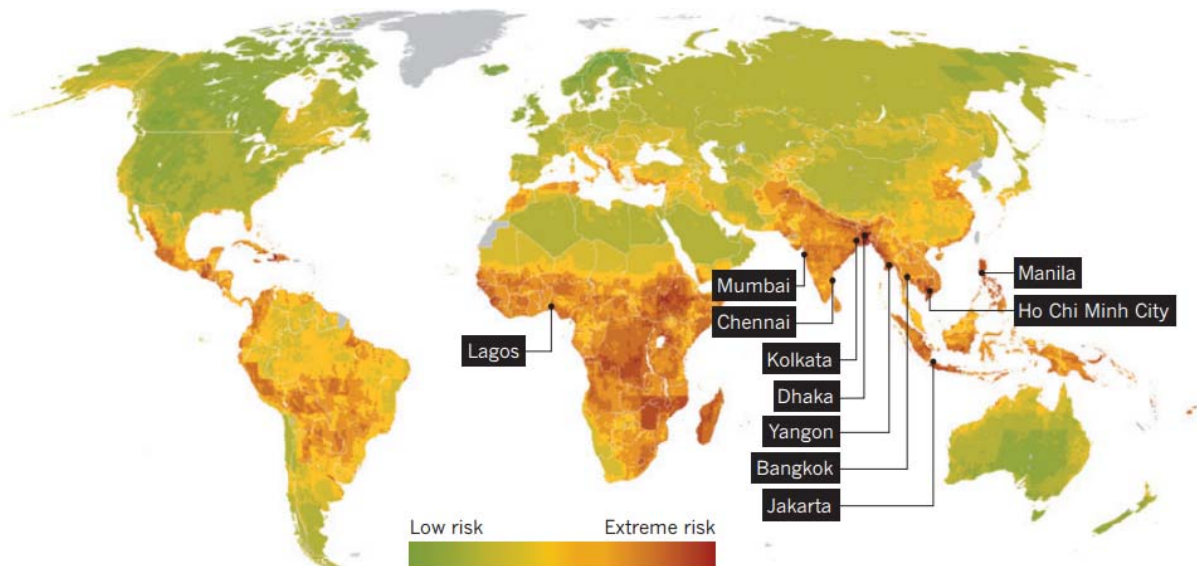 Mumbai
Manila
Chennai
Ho Chi Minh City
Lagos
Kolkata
Dhaka
Yangon
Bangkok
Jakarta
Low risk Extreme risk